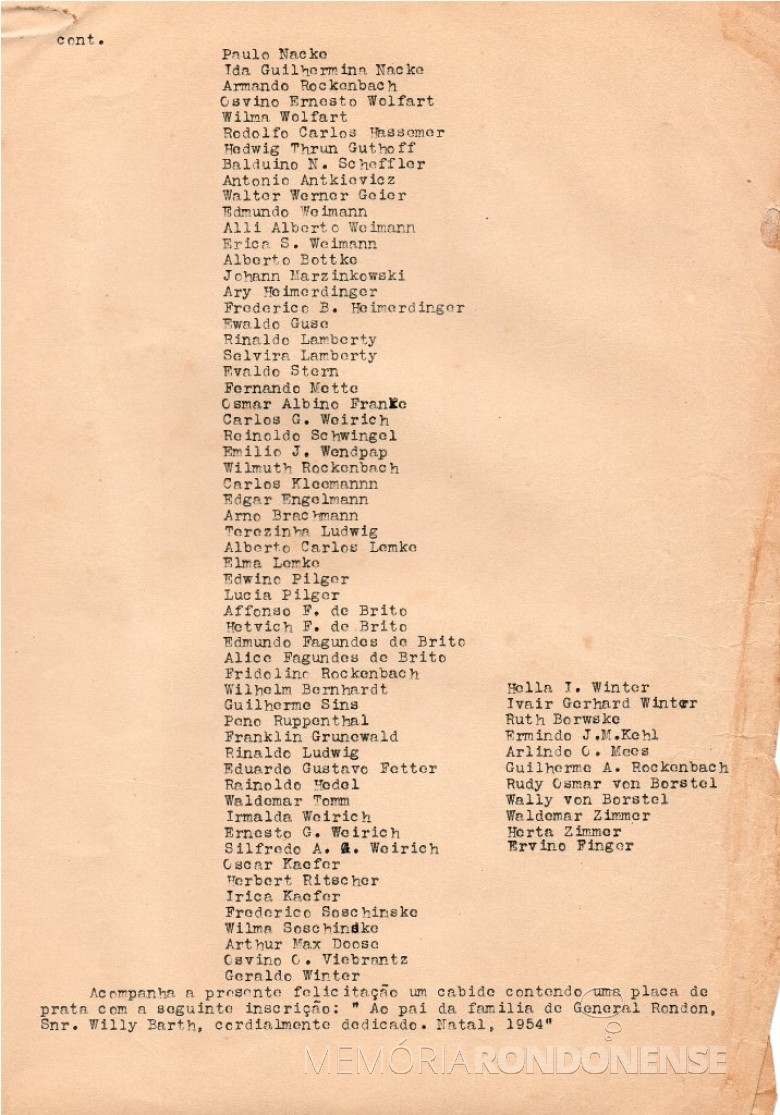 cont.
Paulo Nacke
Ida Guilhermina Nacke
Armando Rockenbach
Osvino Ernesto Wolfart
Wilma Wolfart
Rodolfo Carlos Hassemer
Hedwig Thrun Guthoff
Balduino N. Scheffler
Antonio Antkievicz
Walter Werner Geier
Edmundo Weimann
Alli Alberto Weimann
Erica S. Weimann
Alberto Bottke
Johann Marzinkowski
Ary Heimerdinger
Frederico B. Heimerdinger
Ewaldo Guse
Rinaldo Lamberty
Selvira Lamberty
Evaldo Stern
Fernando Mette
Osmar Albino Franke
Carlos G. Weirich
Reinoldo Schwingel
Emilio J. Wendpap
Wilmuth Rockenbach
Carlos Kleemannn
Edgar Engelmann
Arno Brachmann
Terezinha Ludwig
Alberto Carlos Lemke
Elma Lemke
Edwino Pilger
Lucia Pilger
Affonso F. de Brito
Hetvich F. de Brito
Edmundo Fagundes de Brito
Alice Fagundes de Brito
Fridolino Rockenbach
Wilhelm Bernhardt
Guilherme Sins
Peno Ruppenthal
Franklin Grunewald
Rinaldo Ludwig
Eduardo Gustavo Fetter
Rainoldo Hedel
Waldemar Tomm
Irmalda Weirich
Ernesto G. Weirich
Silfredo A. G. Weirich
Oscar Kaefer
Herbert Ritscher
Irica Kaefer
Frederico Seschinske
Wilma Seschinske
Arthur Max Doose
Osvino O. Viebrantz
Geraldo Winter
Hella I. Winter
Ivair Gerhard Winter
Ruth Borwske
Ermindo J.M.Kehl
Arlindo O. Mees
Guilherme A. Rockenbach
Rudy Osmar von Borstel
Wally von Borstel
Waldemar Zimmer
Herta Zimmer
Ervino Finger
Acompanha a presente felicitação um cabide contendo uma placa de
prata com a seguinte inscrição: " Ao pai da familia de General Rondon,
Snr. Willy Barth, cordialmente dedicado. Natal, 1954"
MEMÓRIARONDONENSE